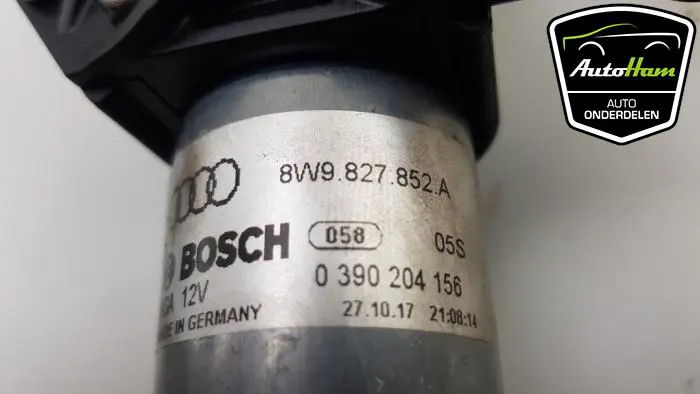 AutoHam
AUTO
ONDERDELEN
8W9.827.852.A
BOSCH 058 05S
12V 0 390 204 156
IN GERMANY 27.10.17 21:08:14